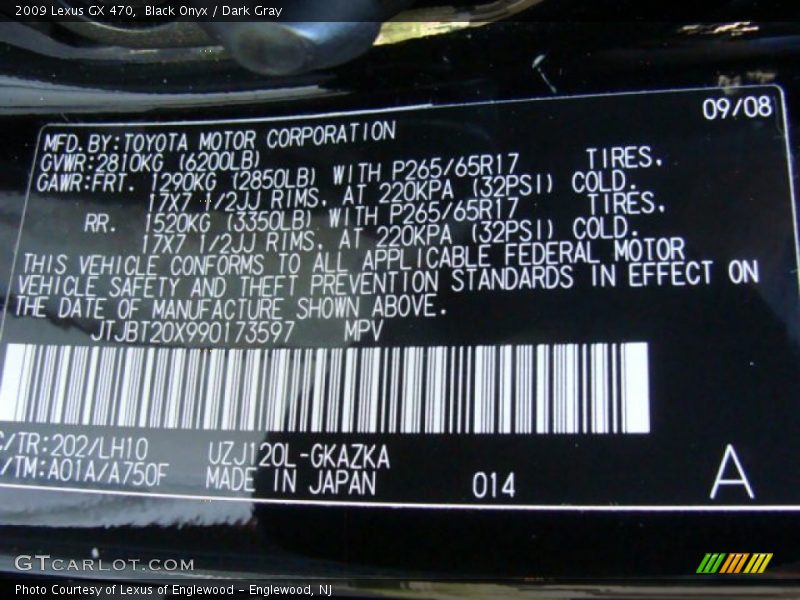 2009 Lexus GX 470, Black Onyx / Dark Gray
09/08
MFD. BY: TOYOTA MOTOR CORPORATION
GVWR: 2810KG (6200LB)
GAWR: FRT. 1290KG (2850LB) WITH P265/65R17 TIRES,
17X7 1/2JJ RIMS, AT 220KPA (32PSI) COLD.
RR. 1520KG (3350LB) WITH P265/65R17 TIRES,
17X7 1/2JJ RIMS, AT 220KPA (32PSI) COLD.
THIS VEHICLE CONFORMS TO ALL APPLICABLE FEDERAL MOTOR
VEHICLE SAFETY AND THEFT PREVENTION STANDARDS IN EFFECT ON
THE DATE OF MANUFACTURE SHOWN ABOVE.
JTJBT20X990173597 MPV
/TR: 202/LH10 UZJ120L-GKAZKA
/TM: A01A/A750F MADE IN JAPAN 014 A
GTCARLOT.COM
Photo Courtesy of Lexus of Englewood - Englewood, NJ